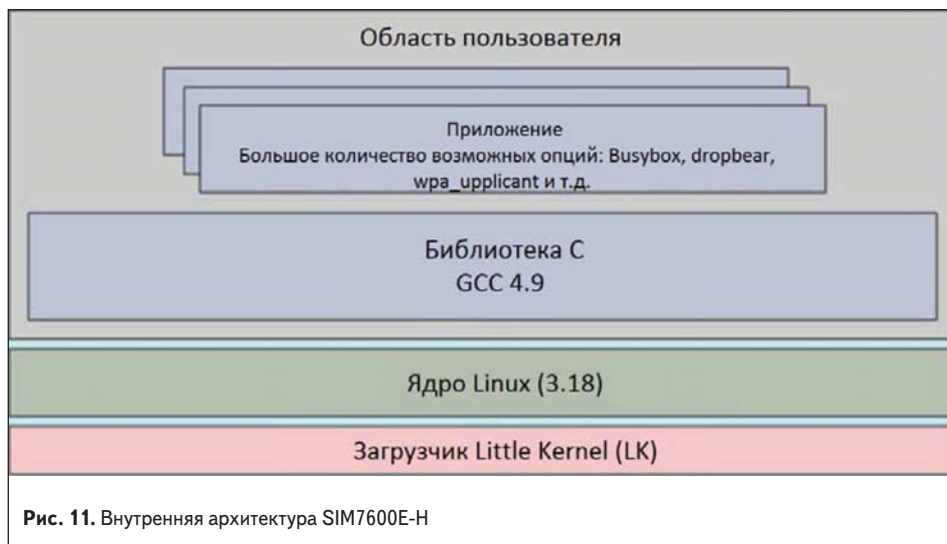 Область пользователя
Приложение
Большое количество возможных опций: Busybox, dropbear,
wpa_upplicant и т.д.
Библиотека C
GCC 4.9
Ядро Linux (3.18)
Загрузчик Little Kernel (LK)
Рис. 11. Внутренняя архитектура SIM7600E-H